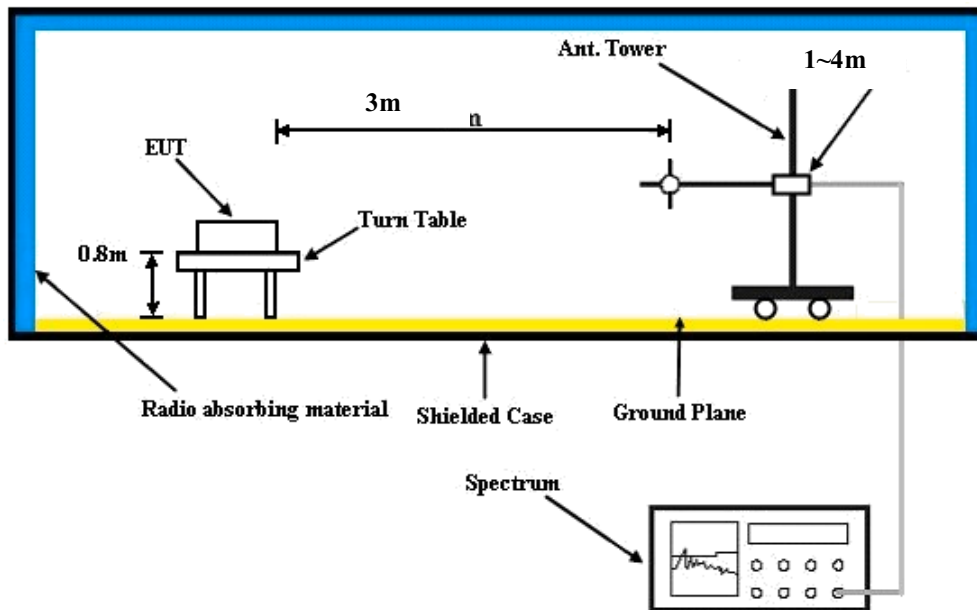 Ant. Tower
1~4m
3m
n
EUT
Turn Table
0.8m
Radio absorbing material
Shielded Case
Ground Plane
Spectrum